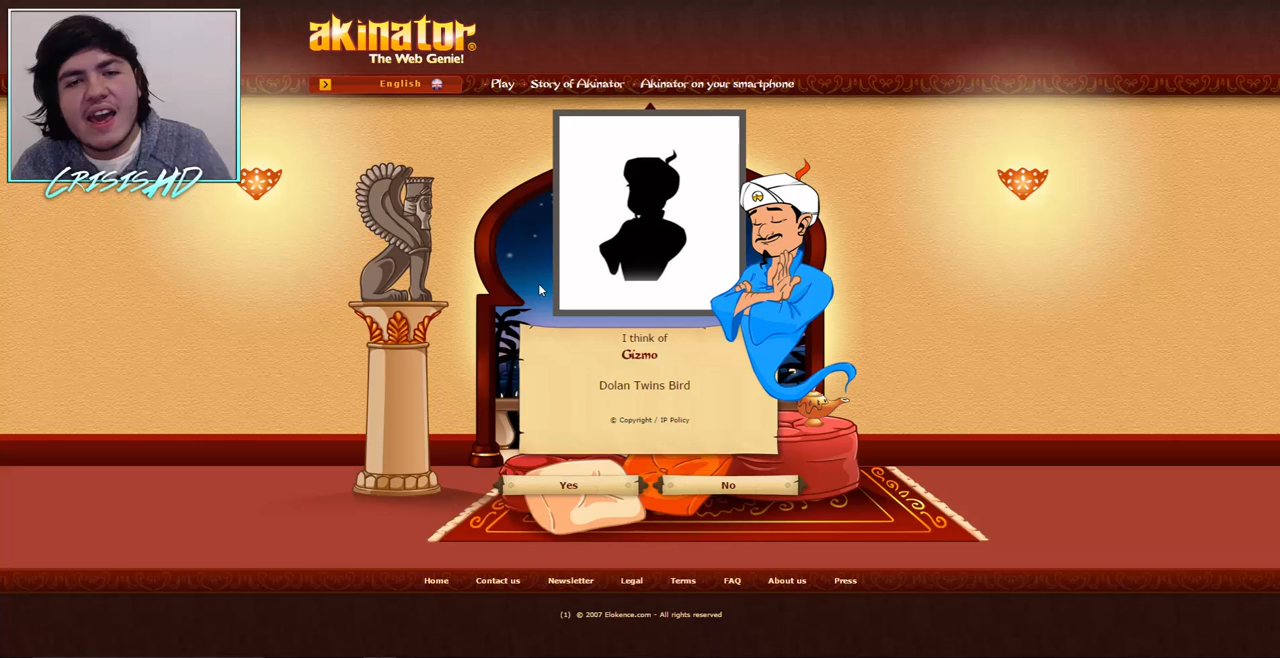 akinator®
The Web Genie!
English
Play
Story of Akinator
Akinator on your smartphone
CRISISHD
I think of
Gizmo
Dolan Twins Bird
© Copyright / IP Policy
Yes
No
Home
Contact us
Newsletter
Legal
Terms
FAQ
About us
Press
(1) © 2007 Elokence.com - All rights reserved